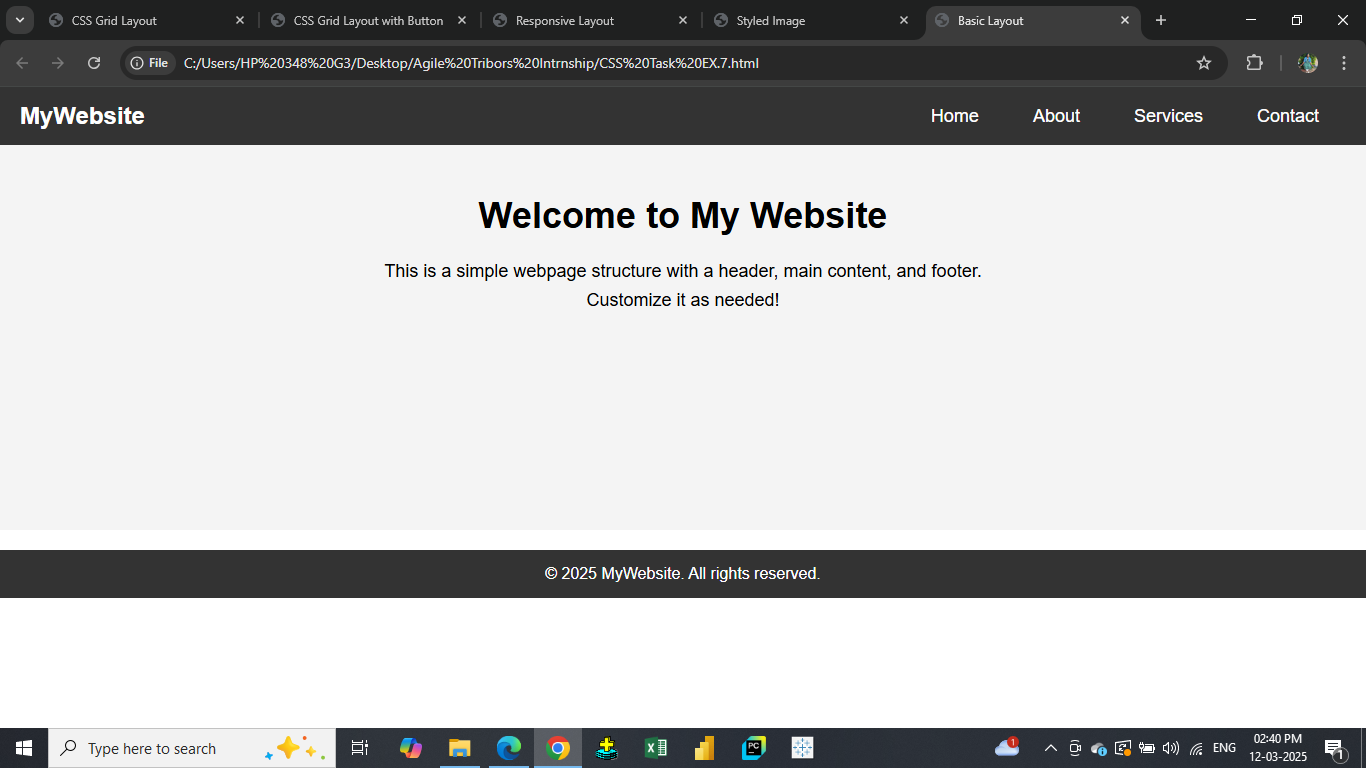 CSS Grid Layout
CSS Grid Layout with Button
Responsive Layout
Styled Image
Basic Layout
File
C:/Users/HP%20348%20G3/Desktop/Agile%20Tribors%20Intrnship/CSS%20Task%20EX.7.html
MyWebsite
Home About Services Contact
Welcome to My Website
This is a simple webpage structure with a header, main content, and footer.
Customize it as needed!
© 2025 MyWebsite. All rights reserved.
Type here to search
PC
1
ENG
02:40 PM
12-03-2025
1